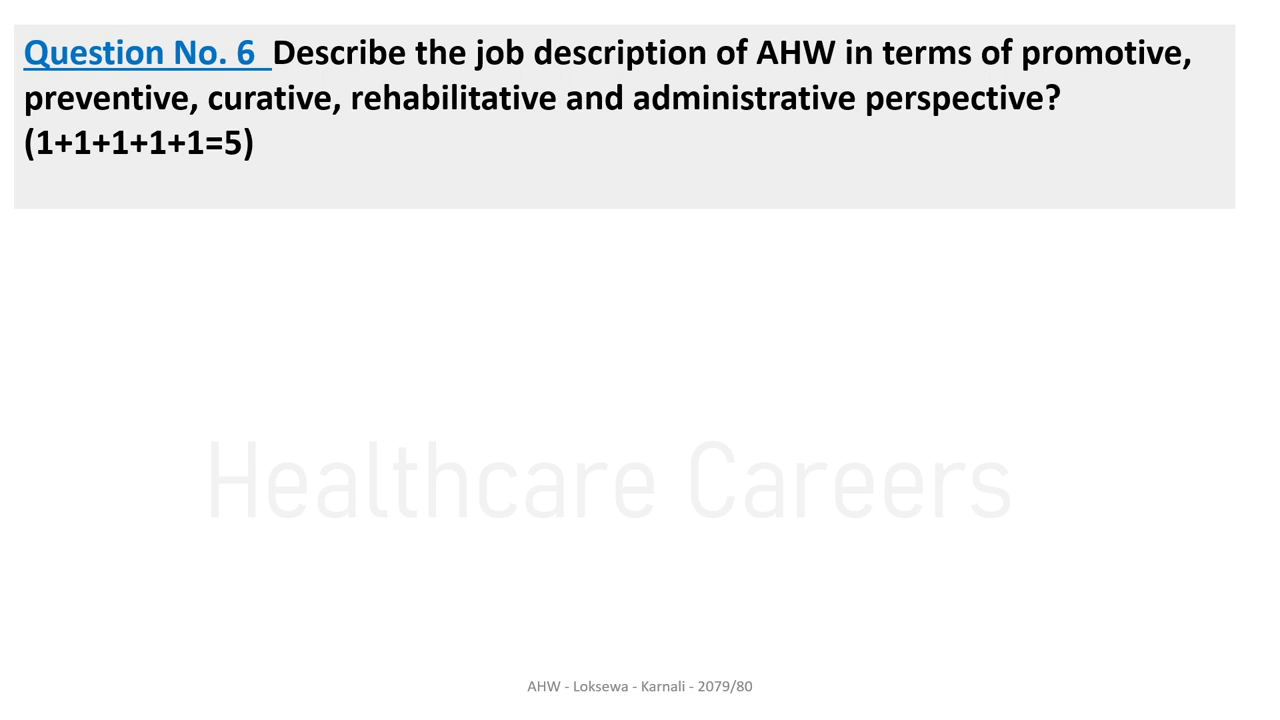 Question No. 6 Describe the job description of AHW in terms of promotive,
preventive, curative, rehabilitative and administrative perspective?
(1+1+1+1+1=5)
Healthcare Careers
AHW - Loksewa - Karnali - 2079/80